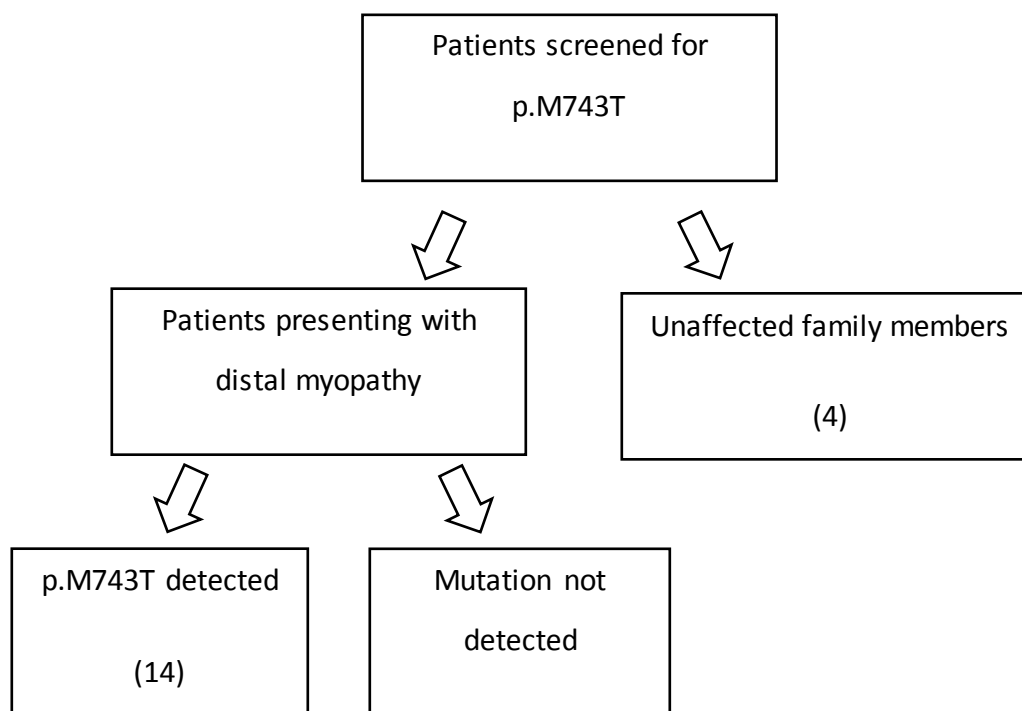 Patients screened for
p.M743T
Patients presenting with
distal myopathy
Unaffected family members
(4)
p.M743T detected
(14)
Mutation not
detected